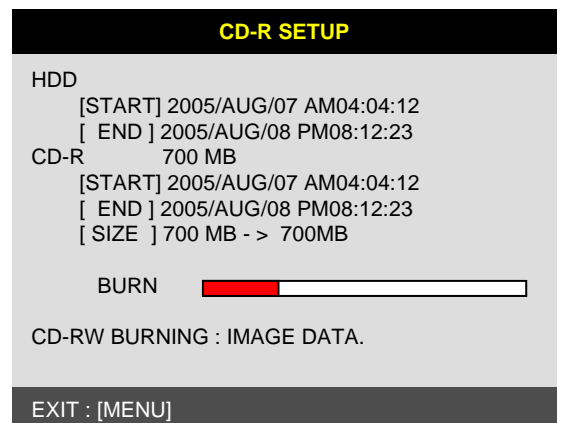 CD-R SETUP
HDD
[START] 2005/AUG/07 AM04:04:12
[ END ] 2005/AUG/08 PM08:12:23
CD-R 700 MB
[START] 2005/AUG/07 AM04:04:12
[ END ] 2005/AUG/08 PM08:12:23
[ SIZE ] 700 MB - > 700MB
BURN
CD-RW BURNING : IMAGE DATA.
EXIT : [MENU]